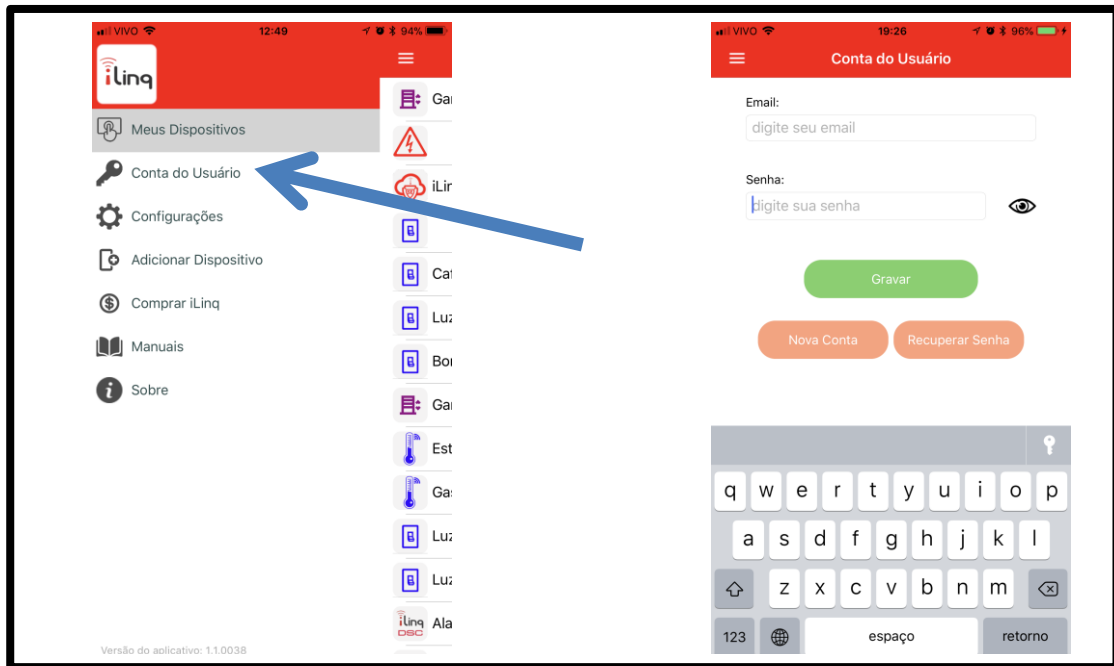 VIVO 12:49 94%
iLinq
Meus Dispositivos
Conta do Usuário
Configurações
Adicionar Dispositivo
Comprar iLinq
Manuais
Sobre
Versão do aplicativo: 1.1.0038
Gar
iLin
Caf
Luz
Bor
Gar
Est
Gas
Luz
Luz
iLinq DSC Ala
VIVO 19:26 96%
Conta do Usuário
Email:
digite seu email
Senha:
digite sua senha
Gravar
Nova Conta Recuperar Senha
q w e r t y u i o p
a s d f g h j k l
z x c v b n m
123 espaço retorno